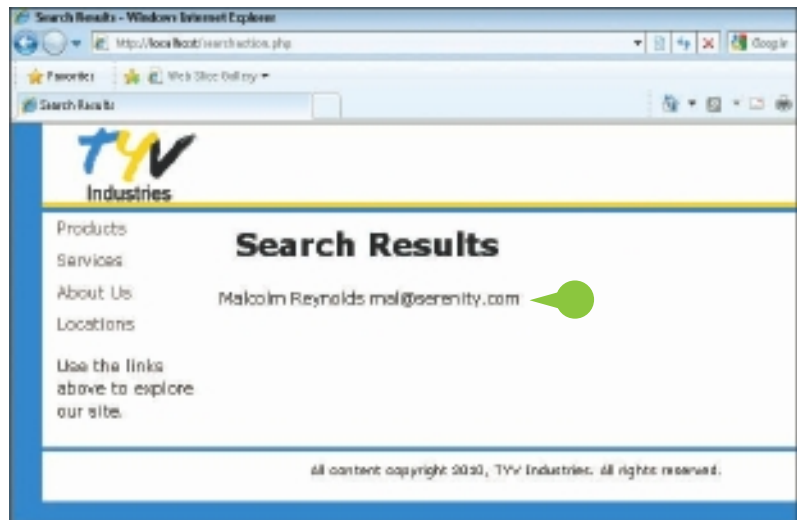 Search Results - Windows Internet Explorer
http://localhost/searchaction.php
Google
Favorites
Web Slice Gallery
Search Results
TYV
Industries
Products
Services
About Us
Locations
Use the links
above to explore
our site.
Search Results
Malcolm Reynolds mal@serenity.com
All content copyright 2010, TYV Industries. All rights reserved.